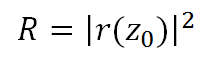 R = |r(z₀)|²